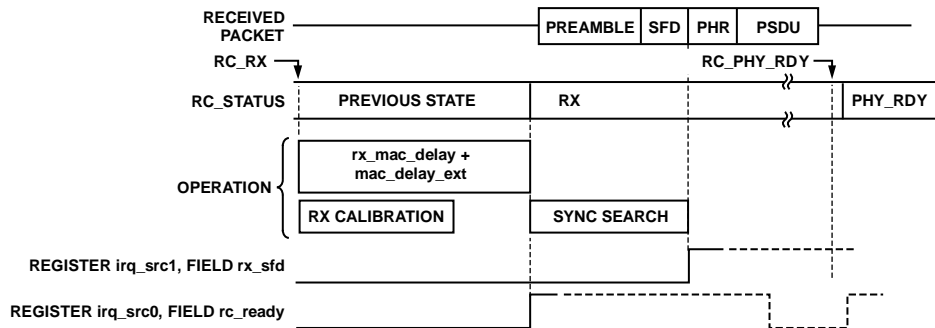 RECEIVED
PACKET
PREAMBLE SFD PHR PSDU
RC_RX
RC_PHY_RDY
RC_STATUS PREVIOUS STATE RX PHY_RDY
rx_mac_delay +
mac_delay_ext
OPERATION
RX CALIBRATION SYNC SEARCH
REGISTER irq_src1, FIELD rx_sfd
REGISTER irq_src0, FIELD rc_ready